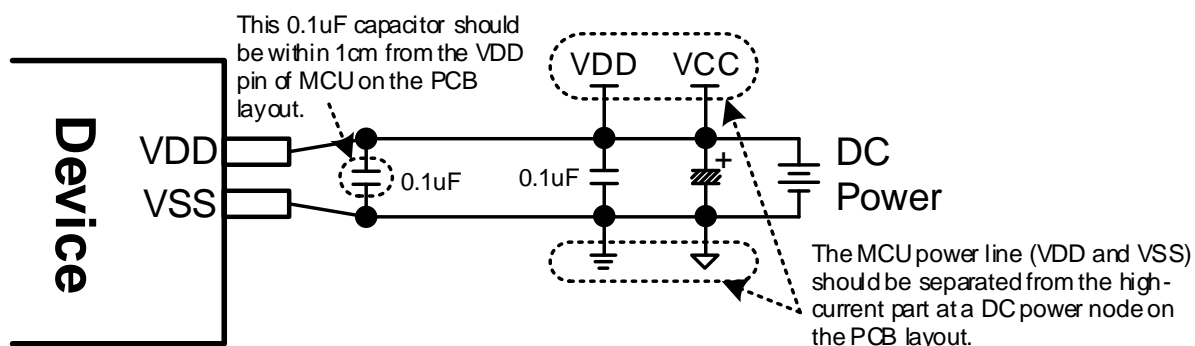 This 0.1uF capacitor should
be within 1cm from the VDD
pin of MCU on the PCB
layout.
VDD VCC
Device
VDD
VSS
0.1uF
0.1uF
+
DC
Power
The MCU power line (VDD and VSS)
should be separated from the high-
current part at a DC power node on
the PCB layout.